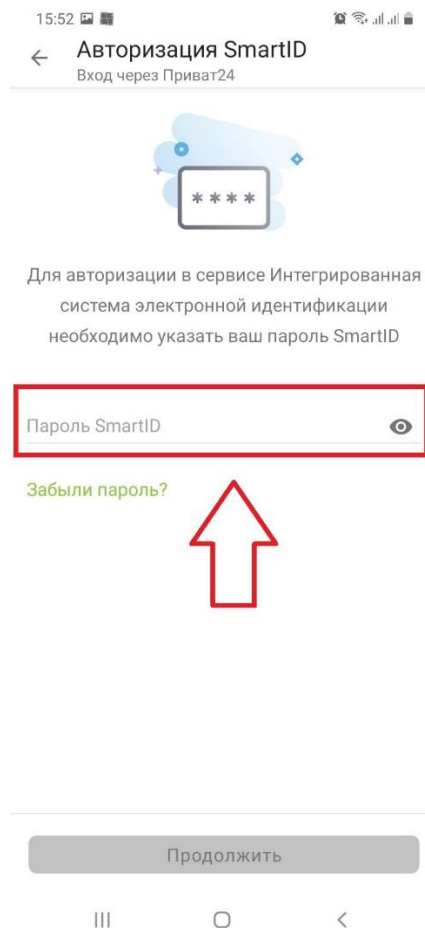 15:52
Авторизация SmartID
Вход через Приват24
* * * *
Для авторизации в сервисе Интегрированная
система электронной идентификации
необходимо указать ваш пароль SmartID
Пароль SmartID
Забыли пароль?
Продолжить